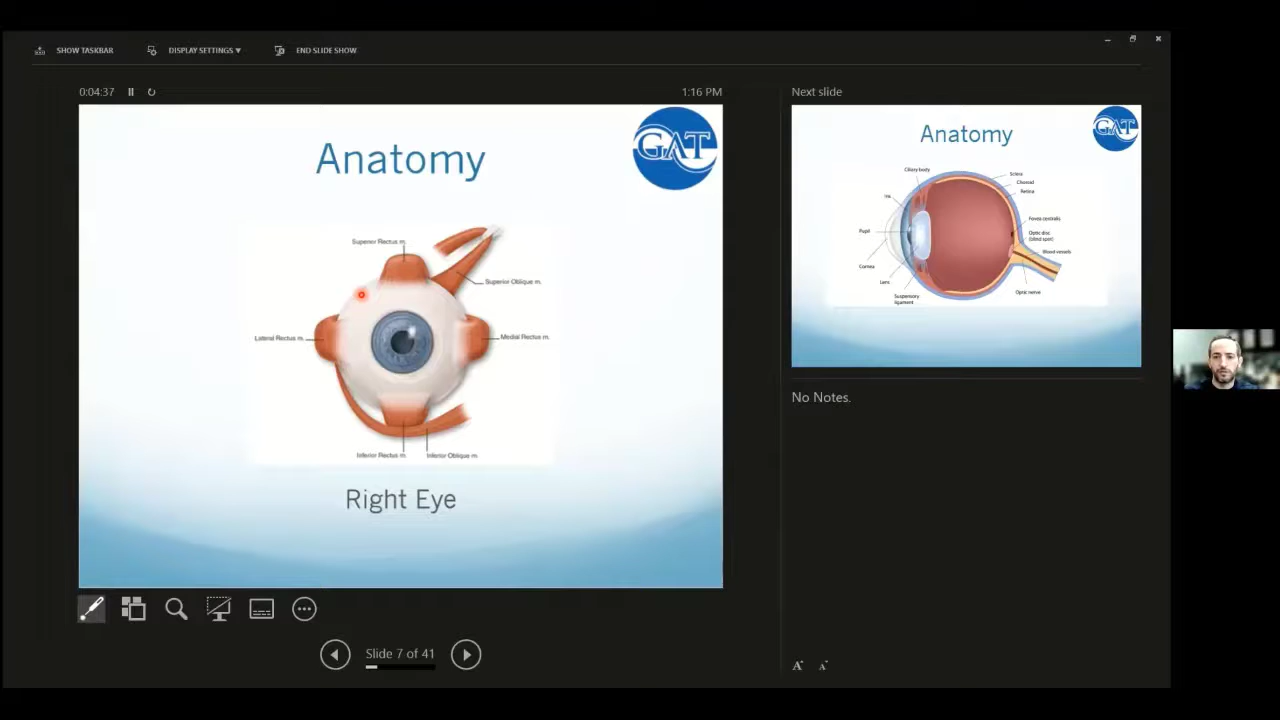 SHOW TASKBAR
DISPLAY SETTINGS ▼
END SLIDE SHOW
0:04:37
1:16 PM
Anatomy
GAT
Superior Rectus m.
Superior Oblique m.
Lateral Rectus m.
Medial Rectus m.
Inferior Rectus m.
Inferior Oblique m.
Right Eye
Slide 7 of 41
Next slide
Anatomy
GAT
Ciliary body
Sclera
Choroid
Retina
Iris
Fovea centralis
Pupil
Optic disc
(blind spot)
Blood vessels
Cornea
Lens
Optic nerve
Suspensory
ligament
No Notes.
A
A